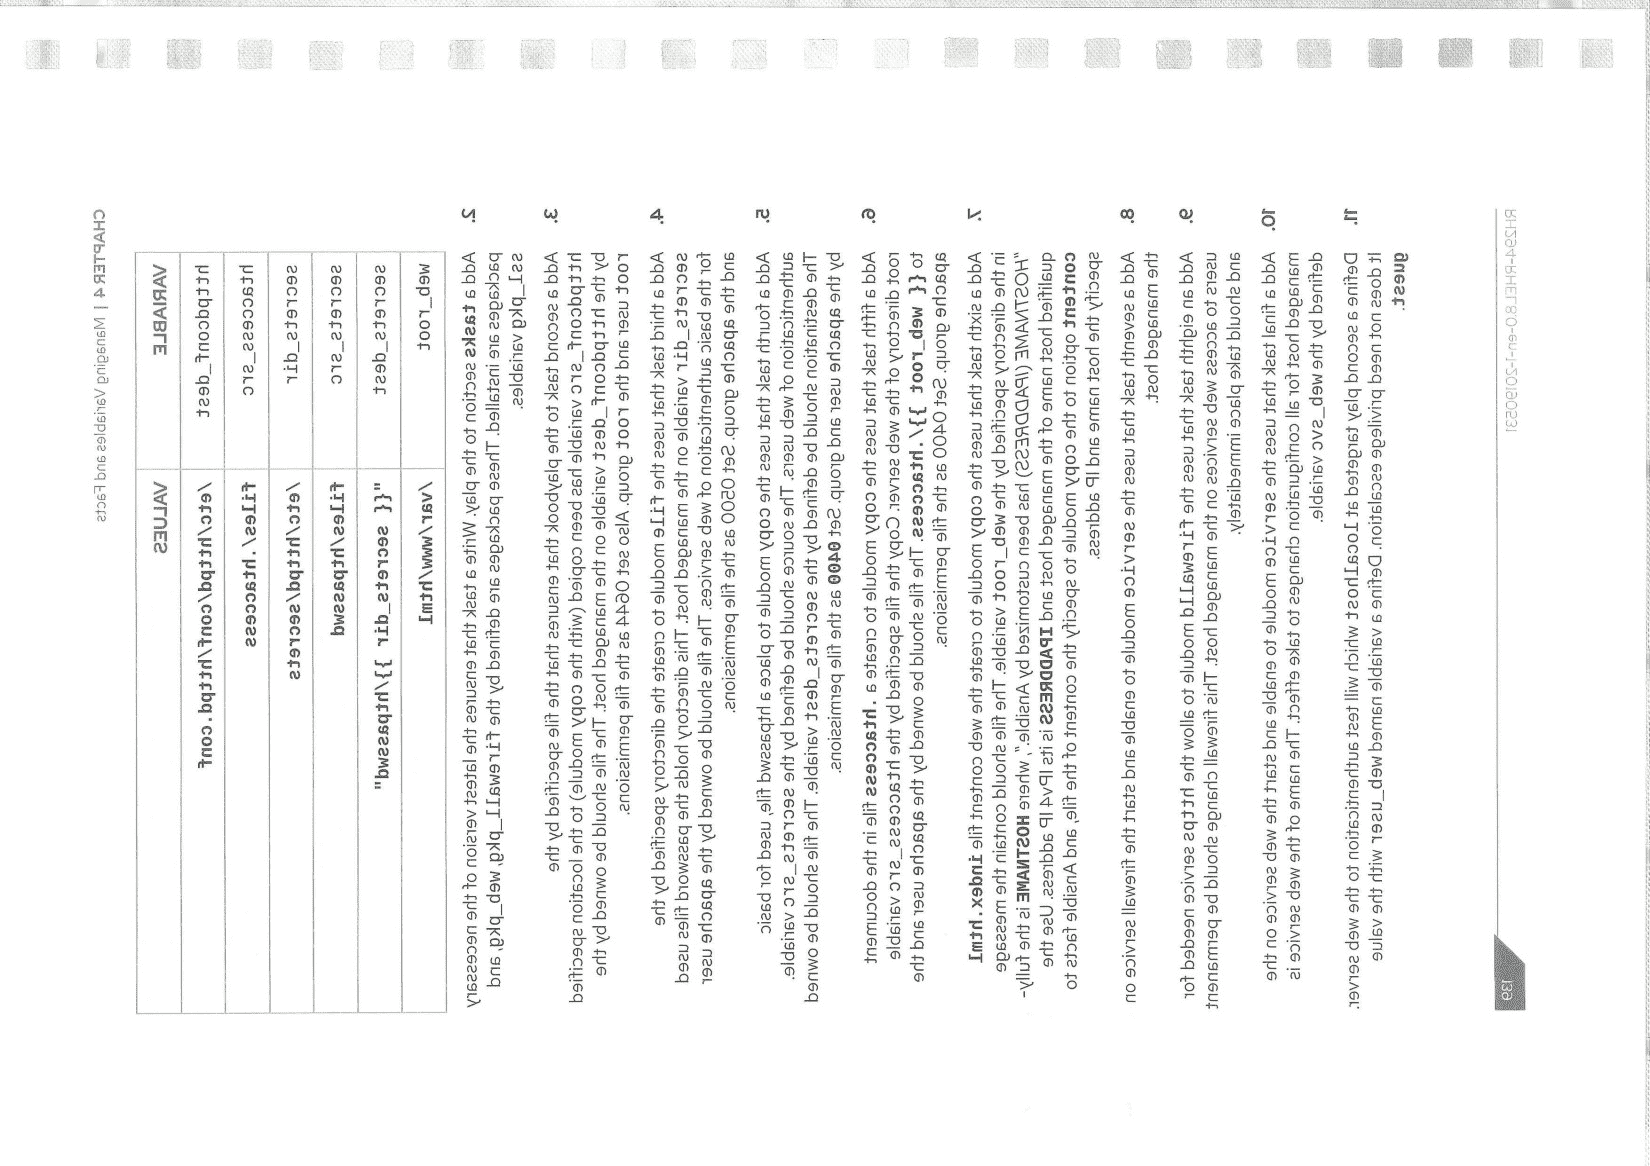 CHAPTER 4 | Managing Variables and Facts
VARIABLE VALUES
httpdconf_dest /etc/httpd/conf/httpd.conf
htaccess_src files/.htaccess
secrets_dir /etc/httpd/secrets
secrets_src files/htpasswd
secrets_dest "{{ secrets_dir }}/htpasswd"
web_root /var/www/html
2. Add a tasks section to the play. Write a task that ensures the latest version of the necessary
packages are installed. These packages are defined by the firewall_pkg, web_pkg, and
ssl_pkg variables.
3. Add a second task to the playbook that ensures that the file specified by the
httpdconf_src variable has been copied (with the copy module) to the location specified
by the httpdconf_dest variable on the managed host. The file should be owned by the
root user and the root group. Also set 0644 as the file permissions.
4. Add a third task that uses the file module to create the directory specified by the
secrets_dir variable on the managed host. This directory holds the password files used
for the basic authentication of web services. The file should be owned by the apache user
and the apache group. Set 0500 as the file permissions.
5. Add a fourth task that uses the copy module to place a htpasswd file, used for basic
authentication of web users. The source should be defined by the secrets_src variable.
The destination should be defined by the secrets_dest variable. The file should be owned
by the apache user and group. Set 0400 as the file permissions.
6. Add a fifth task that uses the copy module to create a .htaccess file in the document
root directory of the web server. Copy the file specified by the htaccess_src variable
to {{ web_root }}/.htaccess. The file should be owned by the apache user and the
apache group. Set 0400 as the file permissions.
7. Add a sixth task that uses the copy module to create the web content file index.html
in the directory specified by the web_root variable. The file should contain the message
"HOSTNAME (IPADDRESS) has been customized by Ansible.", where HOSTNAME is the fully-
qualified host name of the managed host and IPADDRESS is its IPv4 IP address. Use the
content option to the copy module to specify the content of the file, and Ansible facts to
specify the host name and IP address.
8. Add a seventh task that uses the service module to enable and start the firewall service on
the managed host.
9. Add an eighth task that uses the firewalld module to allow the https service needed for
users to access web services on the managed host. This firewall change should be permanent
and should take place immediately.
10. Add a final task that uses the service module to enable and start the web service on the
managed host for all configuration changes to take effect. The name of the web service is
defined by the web_svc variable.
11. Define a second play targeted at localhost which will test authentication to the web server.
It does not need privilege escalation. Define a variable named web_user with the value
guest.
RH294-RHEL8.0-en-1-20190531 139